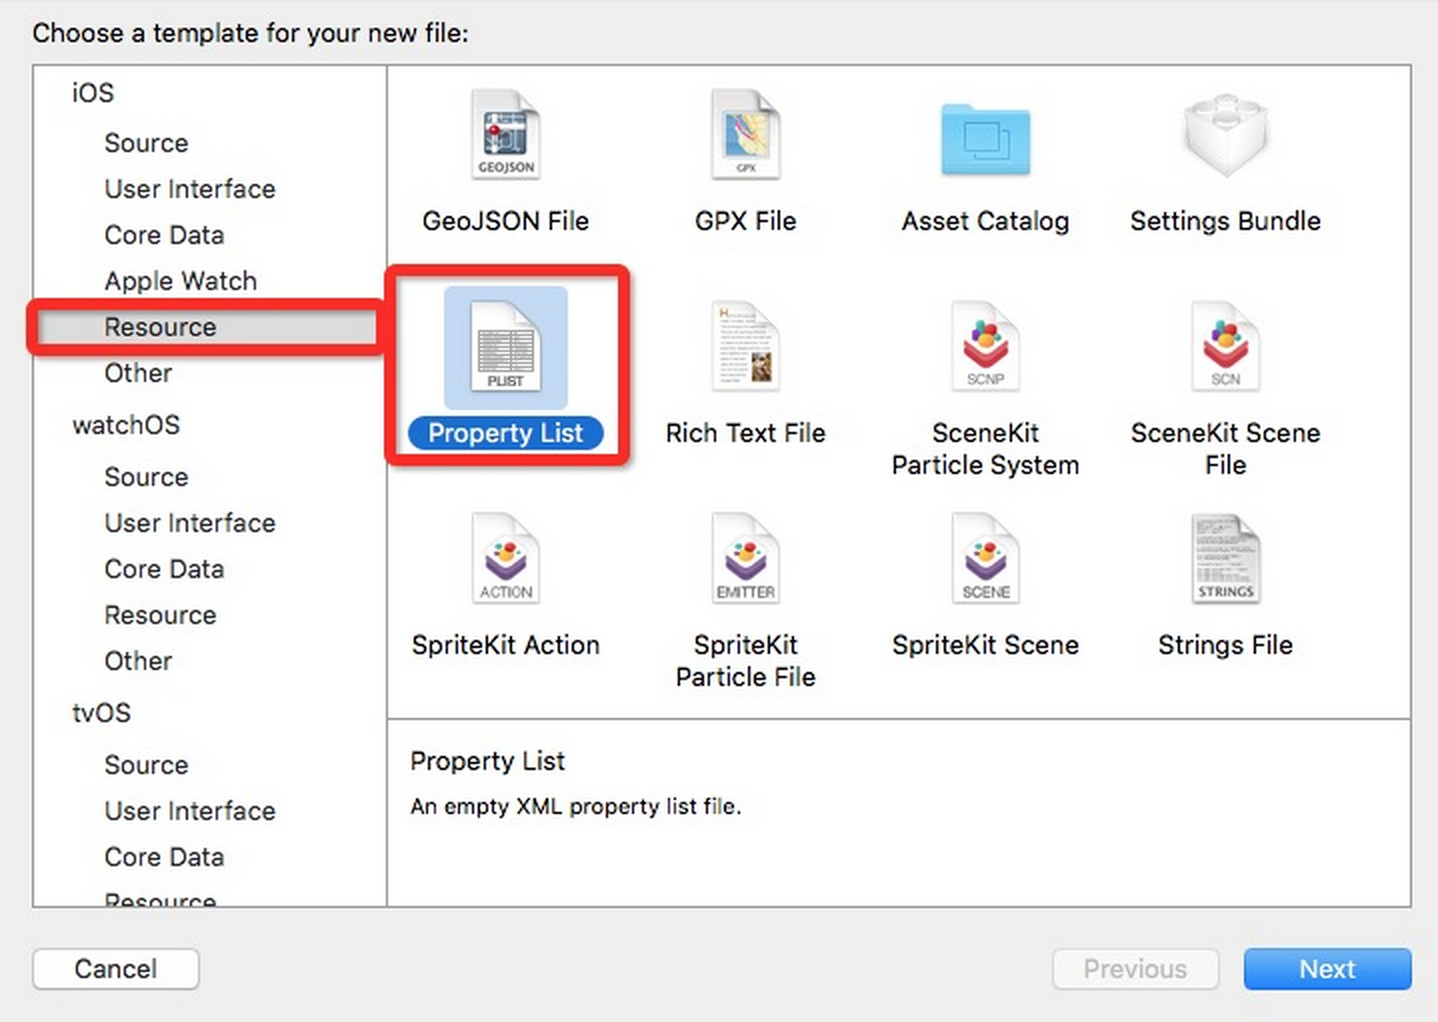 Choose a template for your new file:
iOS
Source
User Interface
Core Data
Apple Watch
Resource
Other
watchOS
Source
User Interface
Core Data
Resource
Other
tvOS
Source
User Interface
Core Data
Resource
GEOJSON
GeoJSON File
GPX
GPX File
Asset Catalog
Settings Bundle
PLIST
Property List
Rich Text File
SCNP
SceneKit
Particle System
SCN
SceneKit Scene
File
ACTION
SpriteKit Action
EMITTER
SpriteKit
Particle File
SCENE
SpriteKit Scene
STRINGS
Strings File
Property List
An empty XML property list file.
Cancel
Previous
Next